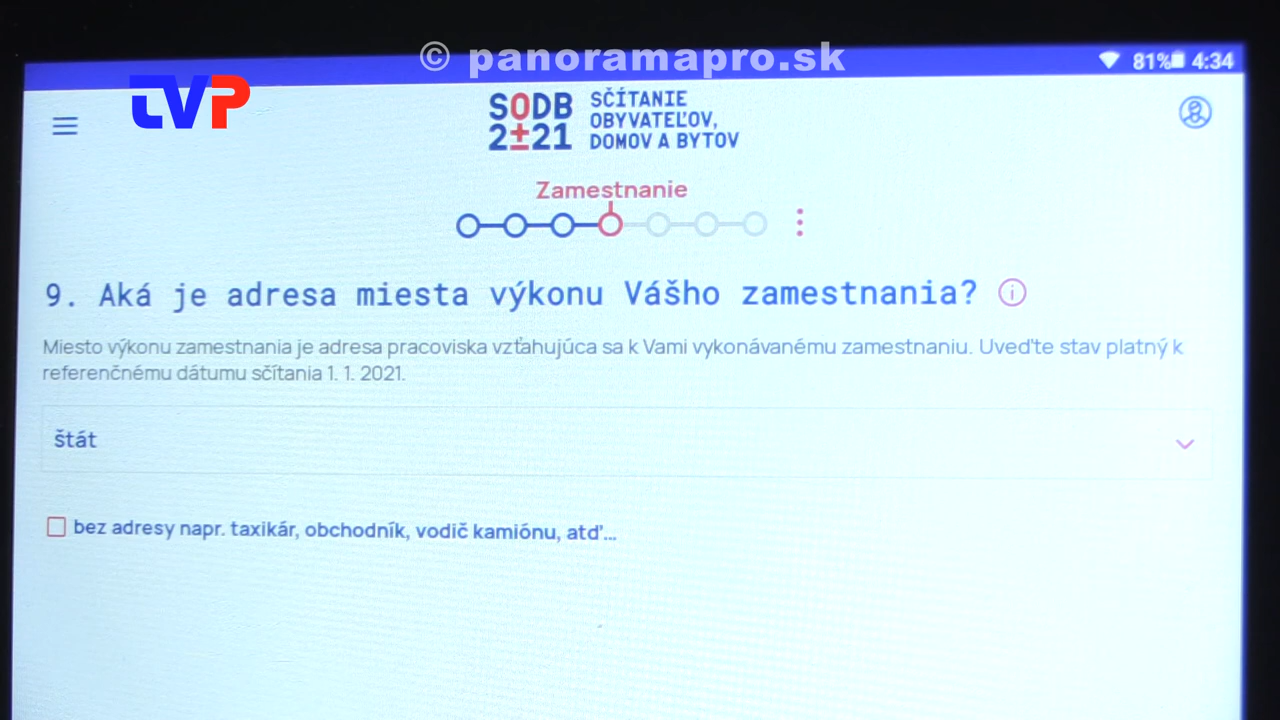 © panoramapro.sk
81% 4:34
TVP
SODB
2±21
SČÍTANIE
OBYVATEĽOV,
DOMOV A BYTOV
Zamestnanie
9. Aká je adresa miesta výkonu Vášho zamestnania? i
Miesto výkonu zamestnania je adresa pracoviska vzťahujúca sa k Vami vykonávanému zamestnaniu. Uveďte stav platný k
referenčnému dátumu sčítania 1. 1. 2021.
štát
bez adresy napr. taxikár, obchodník, vodič kamiónu, atď...